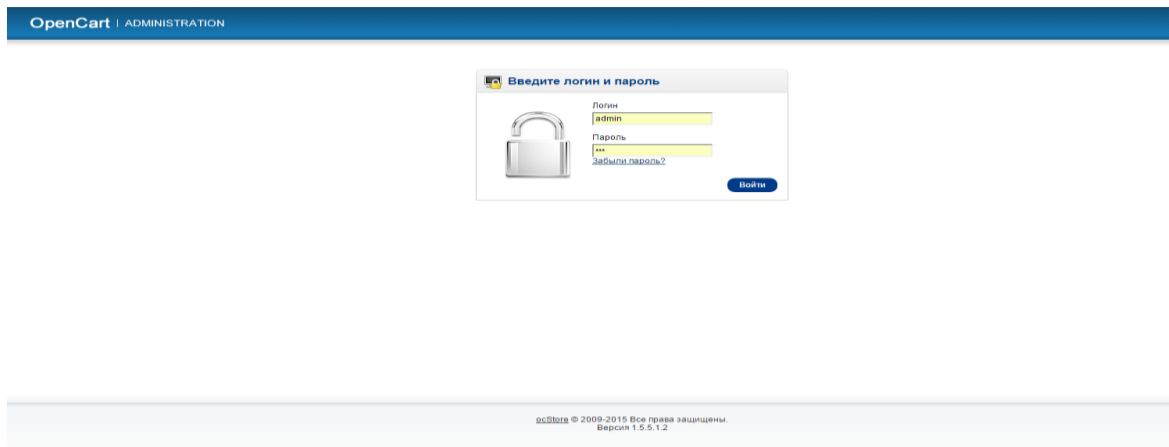 OpenCart | ADMINISTRATION
Введите логин и пароль
Логин
admin
Пароль
•••
Забыли пароль?
Войти
ocStore © 2009-2015 Все права защищены.
Версия 1.5.5.1.2